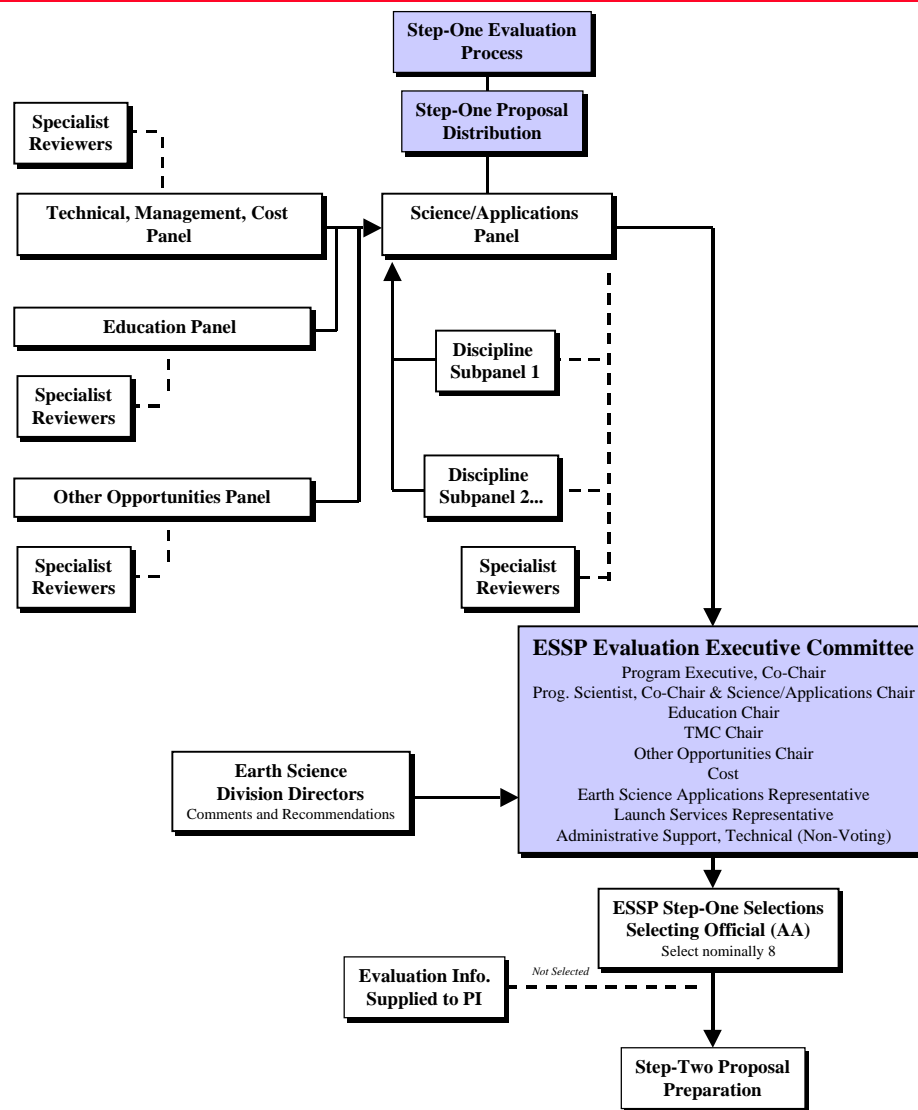 Step-One Evaluation
Process
Step-One Proposal
Distribution
Specialist
Reviewers
Technical, Management, Cost
Panel
Science/Applications
Panel
Education Panel
Discipline
Subpanel 1
Specialist
Reviewers
Other Opportunities Panel
Discipline
Subpanel 2...
Specialist
Reviewers
Specialist
Reviewers
ESSP Evaluation Executive Committee
Program Executive, Co-Chair
Prog. Scientist, Co-Chair & Science/Applications Chair
Education Chair
TMC Chair
Other Opportunities Chair
Cost
Earth Science Applications Representative
Launch Services Representative
Administrative Support, Technical (Non-Voting)
Earth Science
Division Directors
Comments and Recommendations
ESSP Step-One Selections
Selecting Official (AA)
Select nominally 8
Evaluation Info.
Supplied to PI
Not Selected
Step-Two Proposal
Preparation